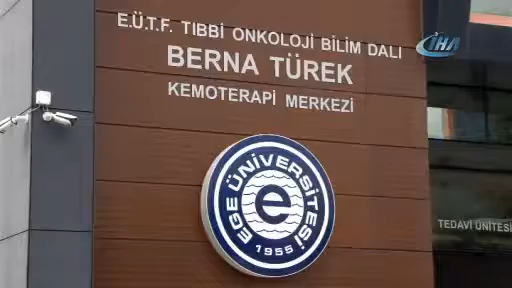 E.Ü.T.F. TIBBİ ONKOLOJİ BİLİM DALI
BERNA TÜREK
KEMOTERAPİ MERKEZİ
İHA
EGE ÜNİVERSİTESİ
e
1955
TEDAVİ ÜNİTESİ